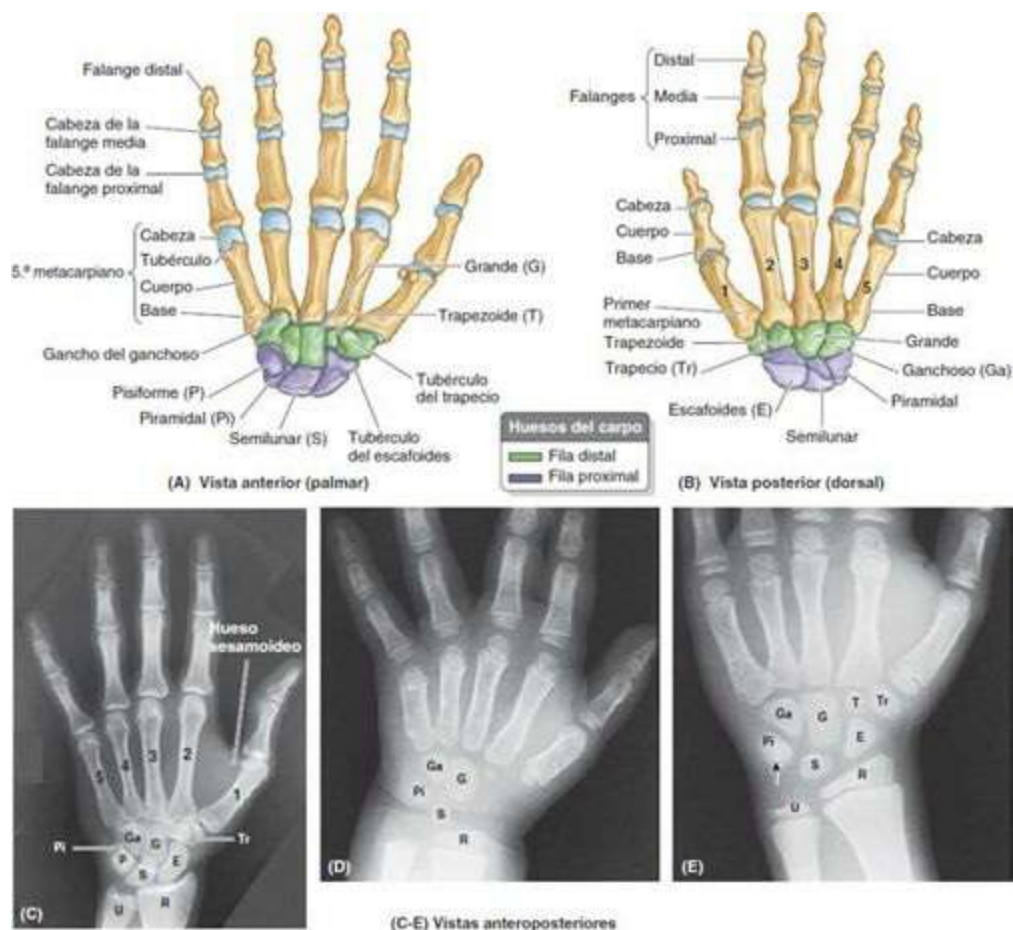 Falange distal
Cabeza de la
falange media
Cabeza de la
falange proximal
Cabeza
Tubérculo
5.º metacarpiano
Cuerpo
Base
Gancho del ganchoso
Pisiforme (P)
Piramidal (Pi)
Semilunar (S)
Tubérculo
del escafoides
Tubérculo
del trapecio
Trapezoide (T)
Grande (G)
(A) Vista anterior (palmar)
Huesos del carpo
Fila distal
Fila proximal
Distal
Falanges
Media
Proximal
Cabeza
Cuerpo
Base
1
2
3
4
5
Primer
metacarpiano
Trapezoide
Trapecio (Tr)
Escafoides (E)
Semilunar
Piramidal
Ganchoso (Ga)
Grande
Base
Cuerpo
Cabeza
(B) Vista posterior (dorsal)
Hueso
sesamoideo
5
4
3
2
1
Pi
Ga
G
Tr
P
S
E
U
R
(C)
Ga
G
Pi
S
R
(D)
Ga
G
T
Tr
Pi
E
S
R
U
(E)
(C-E) Vistas anteroposteriores